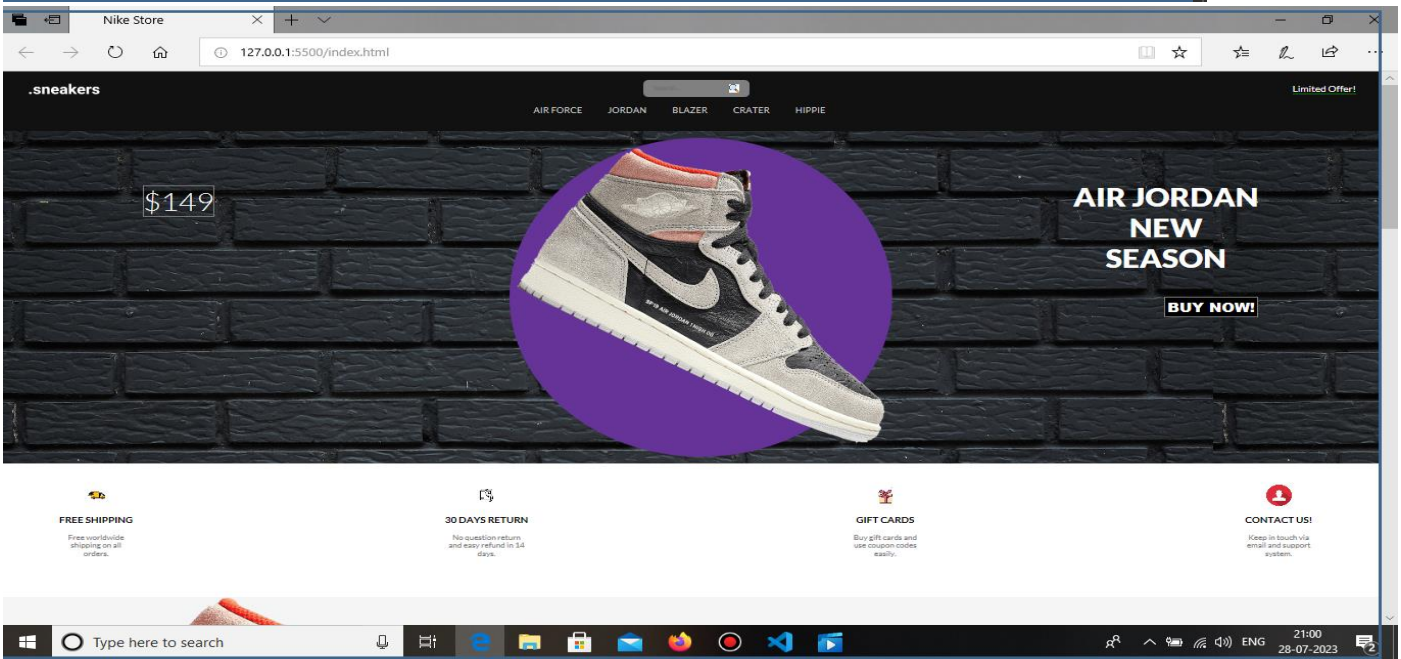 Nike Store
127.0.0.1:5500/index.html
.sneakers
Limited Offer!
AIR FORCE JORDAN BLAZER CRATER HIPPIE
$149
AIR JORDAN
NEW
SEASON
BUY NOW!
FREE SHIPPING
Free worldwide
shipping on all
orders.
30 DAYS RETURN
No question return
and easy refund in 14
days.
GIFT CARDS
Buy gift cards and
use coupon codes
easily.
CONTACT US!
Keep in touch via
email and support
system.
Type here to search
ENG
21:00
28-07-2023
2